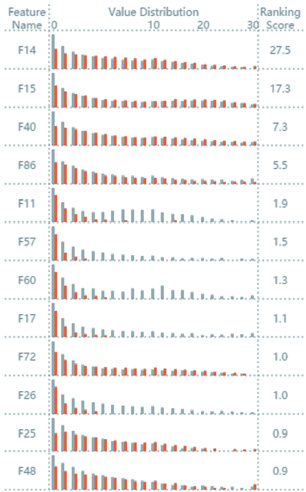 Feature Value Distribution Ranking
Name 0 10 20 30 Score
F14 27.5
F15 17.3
F40 7.3
F86 5.5
F11 1.9
F57 1.5
F60 1.3
F17 1.1
F72 1.0
F26 1.0
F25 0.9
F48 0.9